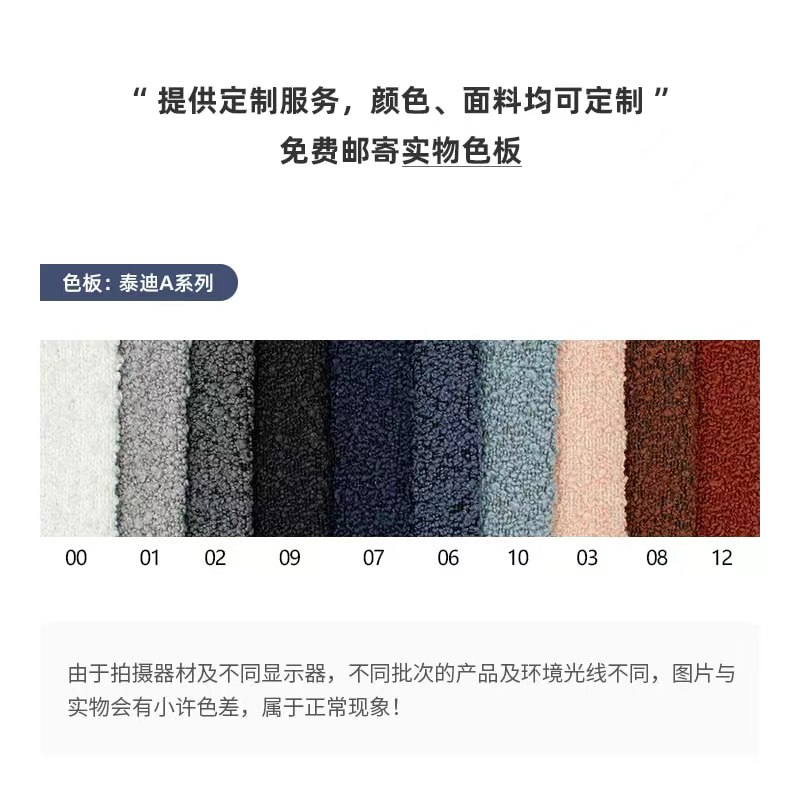 “ 提供定制服务，颜色、面料均可定制 ”
免费邮寄实物色板
色板：泰迪A系列
00 01 02 09 07 06 10 03 08 12
由于拍摄器材及不同显示器，不同批次的产品及环境光线不同，图片与
实物会有小许色差，属于正常现象！